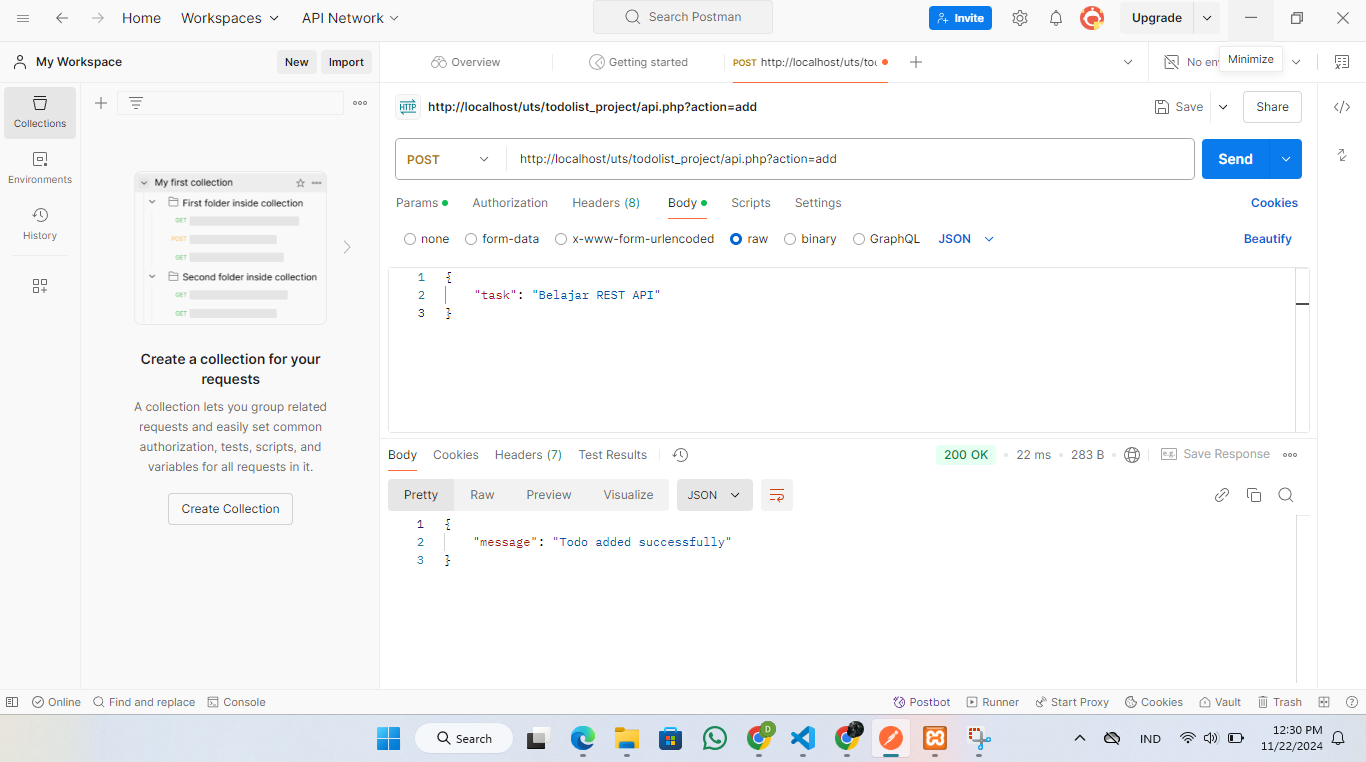 Home
Workspaces
API Network
Search Postman
Invite
Upgrade
My Workspace
New
Import
Overview
Getting started
POST http://localhost/uts/to
No en
Minimize
Collections
Environments
History
My first collection
First folder inside collection
GET
POST
GET
Second folder inside collection
GET
GET
Create a collection for your
requests
A collection lets you group related
requests and easily set common
authorization, tests, scripts, and
variables for all requests in it.
Create Collection
HTTP http://localhost/uts/todolist_project/api.php?action=add
Save
Share
POST
http://localhost/uts/todolist_project/api.php?action=add
Send
Params
Authorization
Headers (8)
Body
Scripts
Settings
Cookies
none
form-data
x-www-form-urlencoded
raw
binary
GraphQL
JSON
Beautify
1 {
2 "task": "Belajar REST API"
3 }
Body
Cookies
Headers (7)
Test Results
200 OK
22 ms
283 B
e.g. Save Response
Pretty
Raw
Preview
Visualize
JSON
1 {
2 "message": "Todo added successfully"
3 }
Online
Find and replace
Console
Postbot
Runner
Start Proxy
Cookies
Vault
Trash
Search
D
IND
12:30 PM
11/22/2024